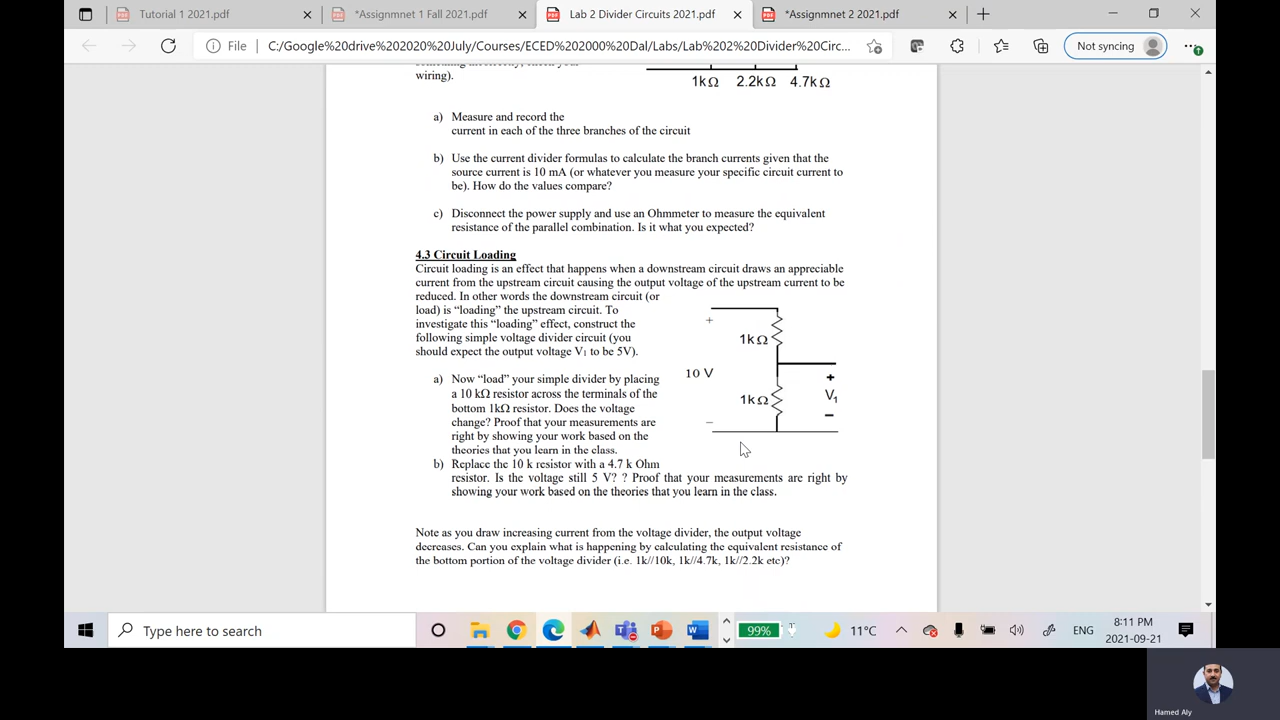 Tutorial 1 2021.pdf
*Assignmnet 1 Fall 2021.pdf
Lab 2 Divider Circuits 2021.pdf
*Assignmnet 2 2021.pdf
File
C:/Google%20drive%202020%20July/Courses/ECED%202000%20Dal/Labs/Lab%202%20Divider%20Circ...
Not syncing
wiring).
1kΩ 2.2kΩ 4.7kΩ
a) Measure and record the
current in each of the three branches of the circuit
b) Use the current divider formulas to calculate the branch currents given that the
source current is 10 mA (or whatever you measure your specific circuit current to
be). How do the values compare?
c) Disconnect the power supply and use an Ohmmeter to measure the equivalent
resistance of the parallel combination. Is it what you expected?
4.3 Circuit Loading
Circuit loading is an effect that happens when a downstream circuit draws an appreciable
current from the upstream circuit causing the output voltage of the upstream current to be
reduced. In other words the downstream circuit (or
load) is “loading” the upstream circuit. To
investigate this “loading” effect, construct the
following simple voltage divider circuit (you
should expect the output voltage V1 to be 5V).
+
1kΩ
10 V
+
1kΩ
V1
−
−
a) Now “load” your simple divider by placing
a 10 kΩ resistor across the terminals of the
bottom 1kΩ resistor. Does the voltage
change? Proof that your measurements are
right by showing your work based on the
theories that you learn in the class.
b) Replace the 10 k resistor with a 4.7 k Ohm
resistor. Is the voltage still 5 V? ? Proof that your measurements are right by
showing your work based on the theories that you learn in the class.
Note as you draw increasing current from the voltage divider, the output voltage
decreases. Can you explain what is happening by calculating the equivalent resistance of
the bottom portion of the voltage divider (i.e. 1k//10k, 1k//4.7k, 1k//2.2k etc)?
Type here to search
99%
11°C
ENG
8:11 PM
2021-09-21
Hamed Aly